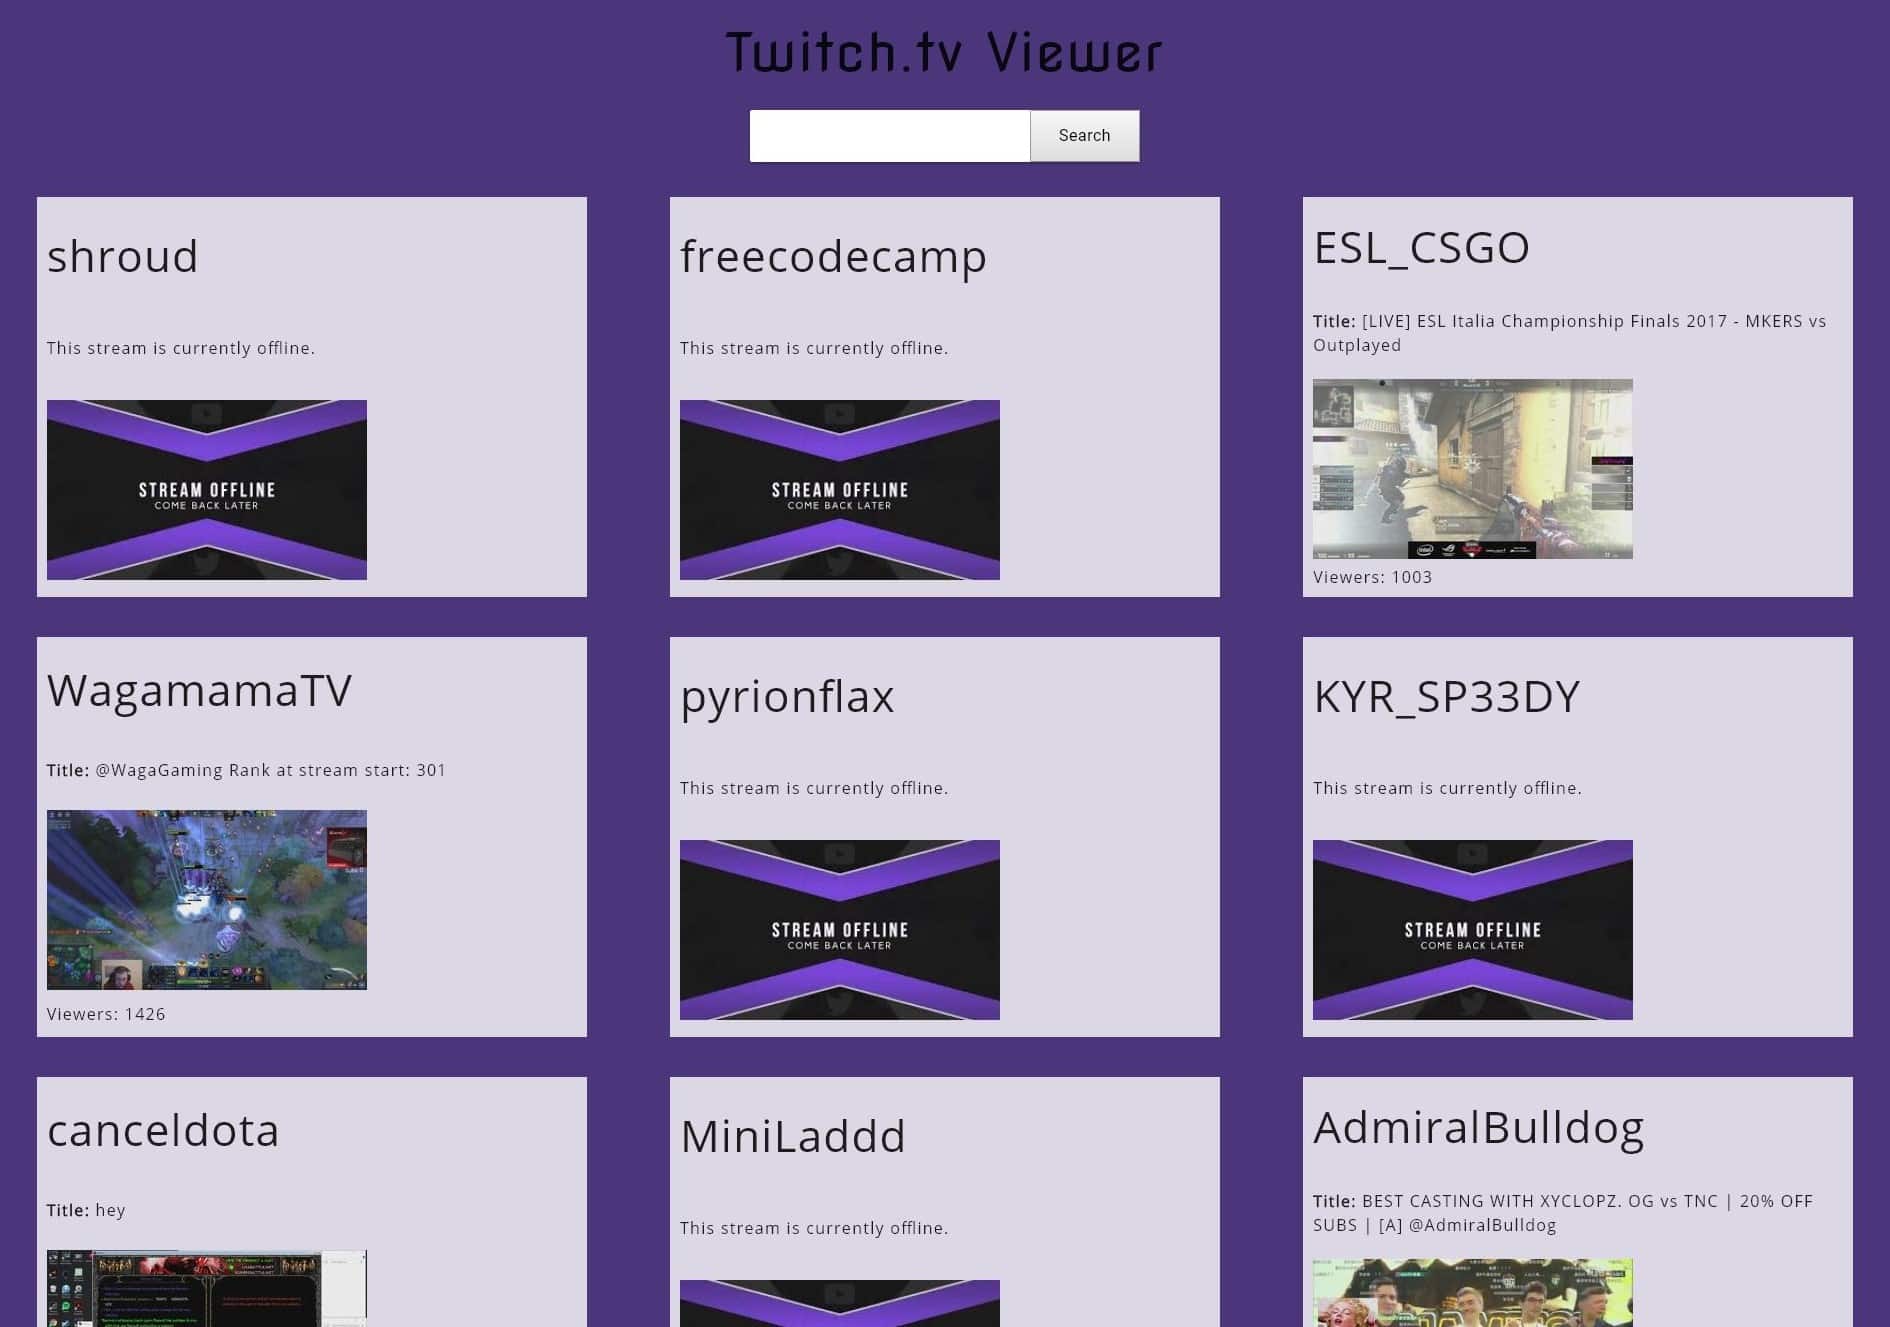 Twitch.tv Viewer
Search
shroud
This stream is currently offline.
STREAM OFFLINE
COME BACK LATER
freecodecamp
This stream is currently offline.
STREAM OFFLINE
COME BACK LATER
ESL_CSGO
Title: [LIVE] ESL Italia Championship Finals 2017 - MKERS vs
Outplayed
intel
Viewers: 1003
WagamamaTV
Title: @WagaGaming Rank at stream start: 301
Viewers: 1426
pyrionflax
This stream is currently offline.
STREAM OFFLINE
COME BACK LATER
KYR_SP33DY
This stream is currently offline.
STREAM OFFLINE
COME BACK LATER
canceldota
Title: hey
MiniLaddd
This stream is currently offline.
AdmiralBulldog
Title: BEST CASTING WITH XYCLOPZ. OG vs TNC | 20% OFF
SUBS | [A] @AdmiralBulldog